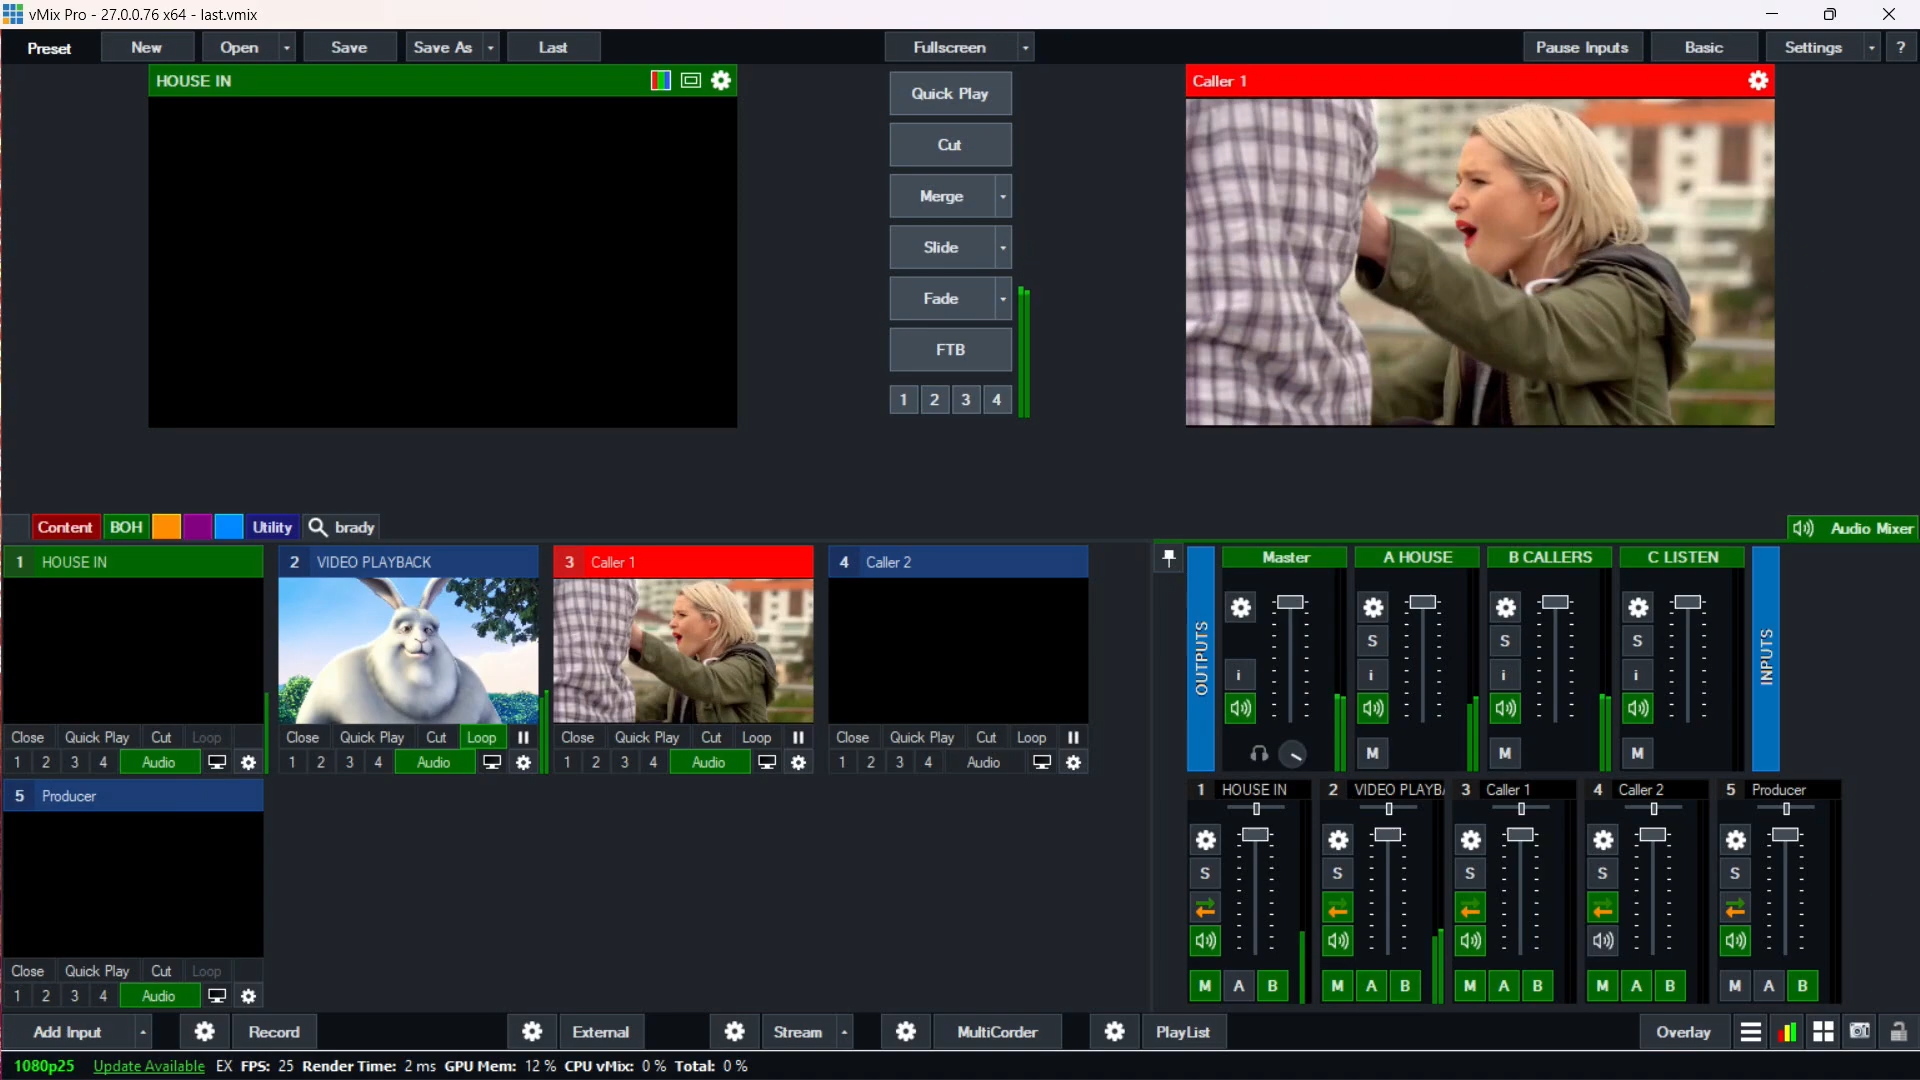 vMix Pro - 27.0.0.76 x64 - last.vmix
Preset New Open Save Save As Last Fullscreen Pause Inputs Basic Settings ?
HOUSE IN
Quick Play
Cut
Merge
Slide
Fade
FTB
1 2 3 4
Caller 1
Content BOH Utility brady
Audio Mixer
1 HOUSE IN
Close Quick Play Cut Loop
1 2 3 4 Audio
2 VIDEO PLAYBACK
Close Quick Play Cut Loop
1 2 3 4 Audio
3 Caller 1
Close Quick Play Cut Loop
1 2 3 4 Audio
4 Caller 2
Close Quick Play Cut Loop
1 2 3 4 Audio
5 Producer
Close Quick Play Cut Loop
1 2 3 4 Audio
OUTPUTS
Master
i
A HOUSE
S
i
M
B CALLERS
S
i
M
C LISTEN
S
i
M
INPUTS
1 HOUSE IN
S
M A B
2 VIDEO PLAYBA
S
M A B
3 Caller 1
S
M A B
4 Caller 2
S
M A B
5 Producer
S
M A B
Add Input Record External Stream MultiCorder PlayList Overlay
1080p25 Update Available EX FPS: 25 Render Time: 2 ms GPU Mem: 12 % CPU vMix: 0 % Total: 0 %